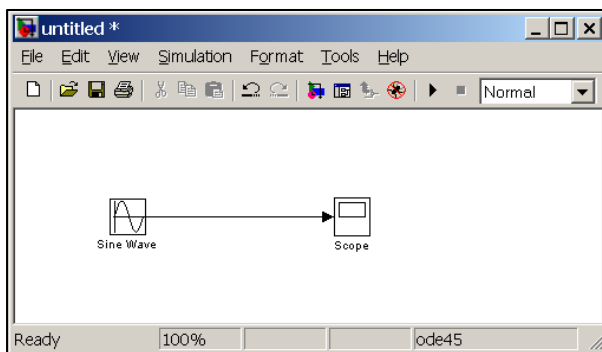 untitled *
File Edit View Simulation Format Tools Help
Normal
Sine Wave Scope
Ready 100% ode45